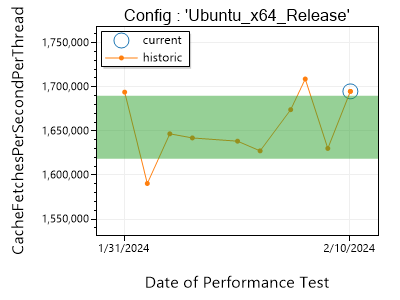 Config : 'Ubuntu_x64_Release'
CacheFetchesPerSecondPerThread
1,750,000
1,700,000
1,650,000
1,600,000
1,550,000
current
historic
1/31/2024
2/10/2024
Date of Performance Test